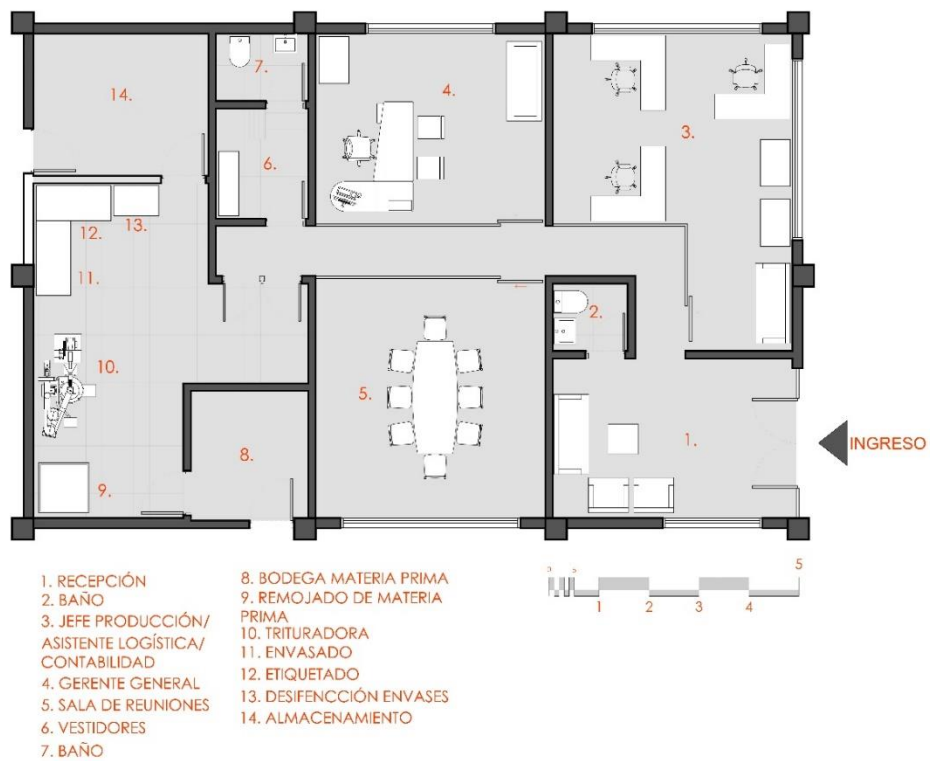 14.
7.
4.
3.
6.
12.
13.
11.
2.
10.
5.
1.
INGRESO
8.
9.
1. RECEPCIÓN
2. BAÑO
3. JEFE PRODUCCIÓN/
ASISTENTE LOGÍSTICA/
CONTABILIDAD
4. GERENTE GENERAL
5. SALA DE REUNIONES
6. VESTIDORES
7. BAÑO
8. BODEGA MATERIA PRIMA
9. REMOJADO DE MATERIA
PRIMA
10. TRITURADORA
11. ENVASADO
12. ETIQUETADO
13. DESIFENCCIÓN ENVASES
14. ALMACENAMIENTO
5
1 2 3 4